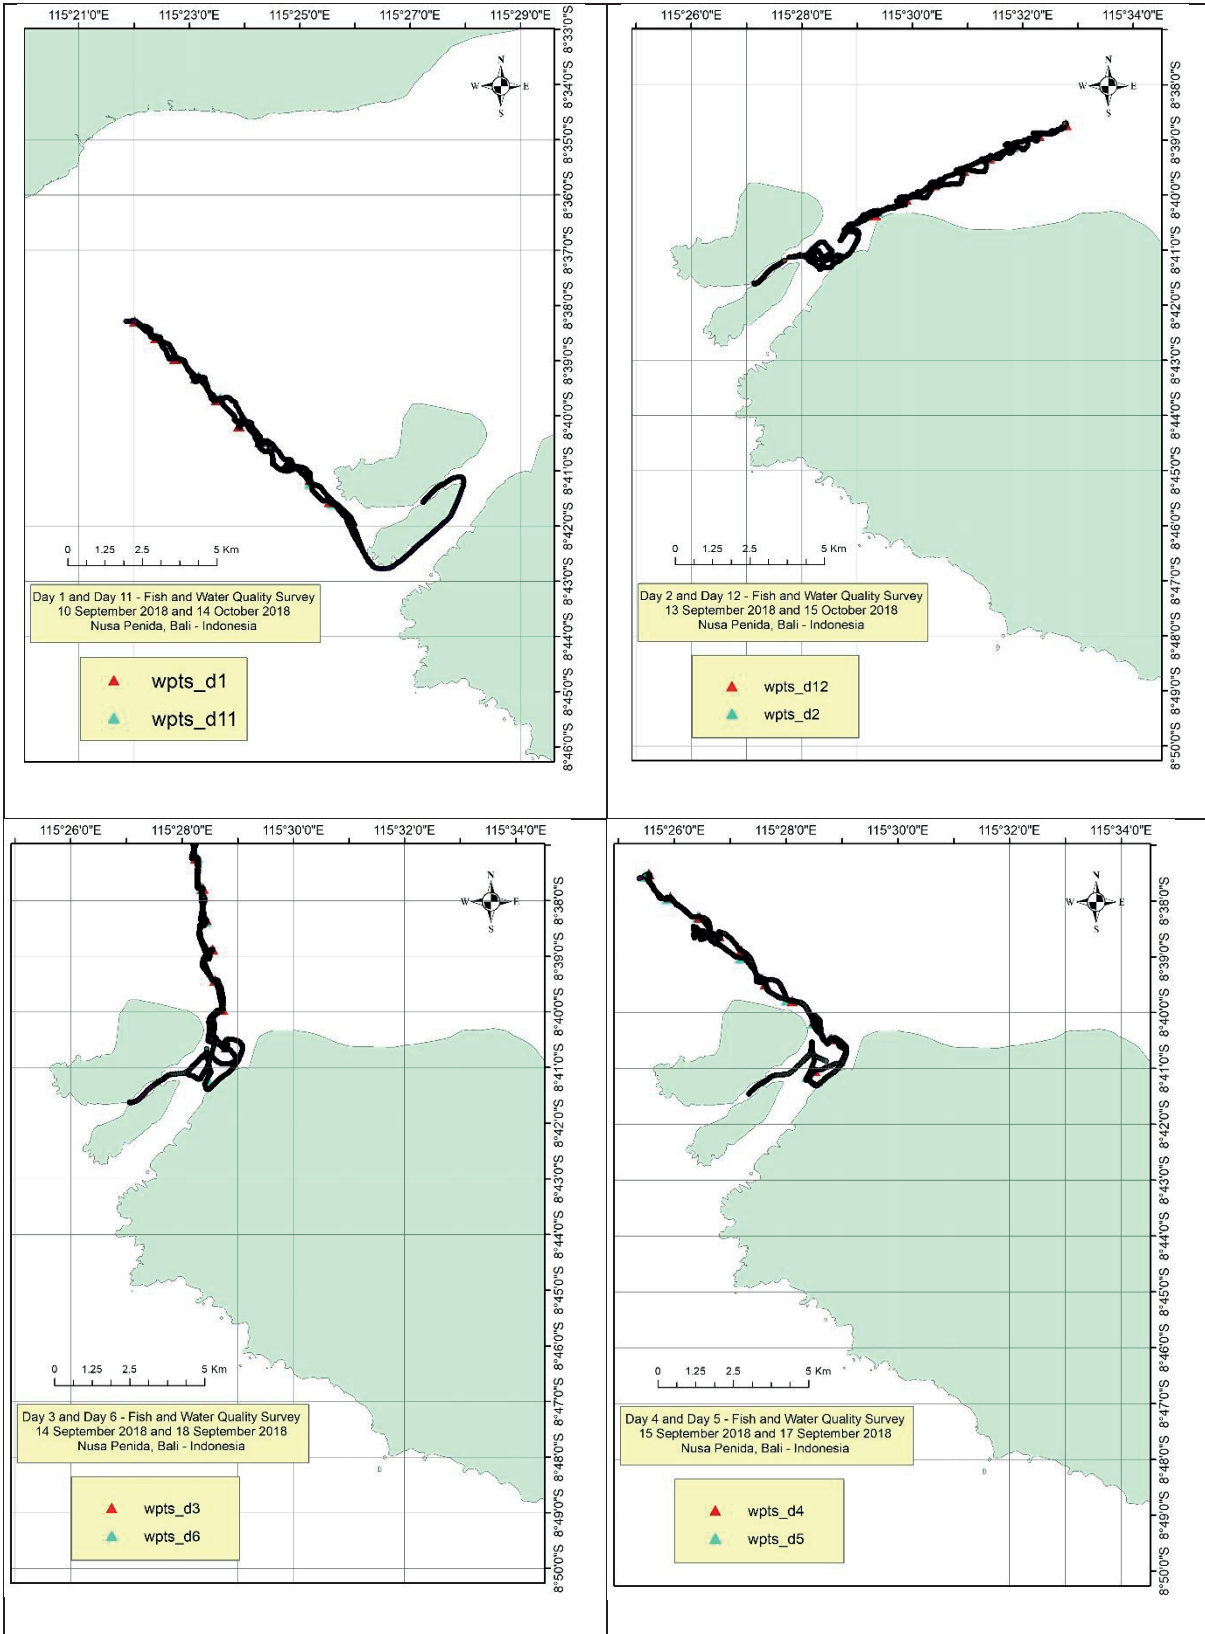 115°21'0"E 115°23'0"E 115°25'0"E 115°27'0"E 115°29'0"E
8°33'0"S
8°34'0"S
8°35'0"S
8°36'0"S
8°37'0"S
8°38'0"S
8°39'0"S
8°40'0"S
8°41'0"S
8°42'0"S
8°43'0"S
8°44'0"S
8°45'0"S
8°46'0"S
N
W E
S
0 1.25 2.5 5 Km
Day 1 and Day 11 - Fish and Water Quality Survey
10 September 2018 and 14 October 2018
Nusa Penida, Bali - Indonesia
wpts_d1
wpts_d11
115°26'0"E 115°28'0"E 115°30'0"E 115°32'0"E 115°34'0"E
8°38'0"S
8°39'0"S
8°40'0"S
8°41'0"S
8°42'0"S
8°43'0"S
8°44'0"S
8°45'0"S
8°46'0"S
8°47'0"S
8°48'0"S
8°49'0"S
8°50'0"S
N
W E
S
0 1.25 2.5 5 Km
Day 2 and Day 12 - Fish and Water Quality Survey
13 September 2018 and 15 October 2018
Nusa Penida, Bali - Indonesia
wpts_d12
wpts_d2
115°26'0"E 115°28'0"E 115°30'0"E 115°32'0"E 115°34'0"E
8°38'0"S
8°39'0"S
8°40'0"S
8°41'0"S
8°42'0"S
8°43'0"S
8°44'0"S
8°45'0"S
8°46'0"S
8°47'0"S
8°48'0"S
8°49'0"S
8°50'0"S
N
W E
S
0 1.25 2.5 5 Km
Day 3 and Day 6 - Fish and Water Quality Survey
14 September 2018 and 18 September 2018
Nusa Penida, Bali - Indonesia
wpts_d3
wpts_d6
115°26'0"E 115°28'0"E 115°30'0"E 115°32'0"E 115°34'0"E
8°38'0"S
8°39'0"S
8°40'0"S
8°41'0"S
8°42'0"S
8°43'0"S
8°44'0"S
8°45'0"S
8°46'0"S
8°47'0"S
8°48'0"S
8°49'0"S
8°50'0"S
N
W E
S
0 1.25 2.5 5 Km
Day 4 and Day 5 - Fish and Water Quality Survey
15 September 2018 and 17 September 2018
Nusa Penida, Bali - Indonesia
wpts_d4
wpts_d5